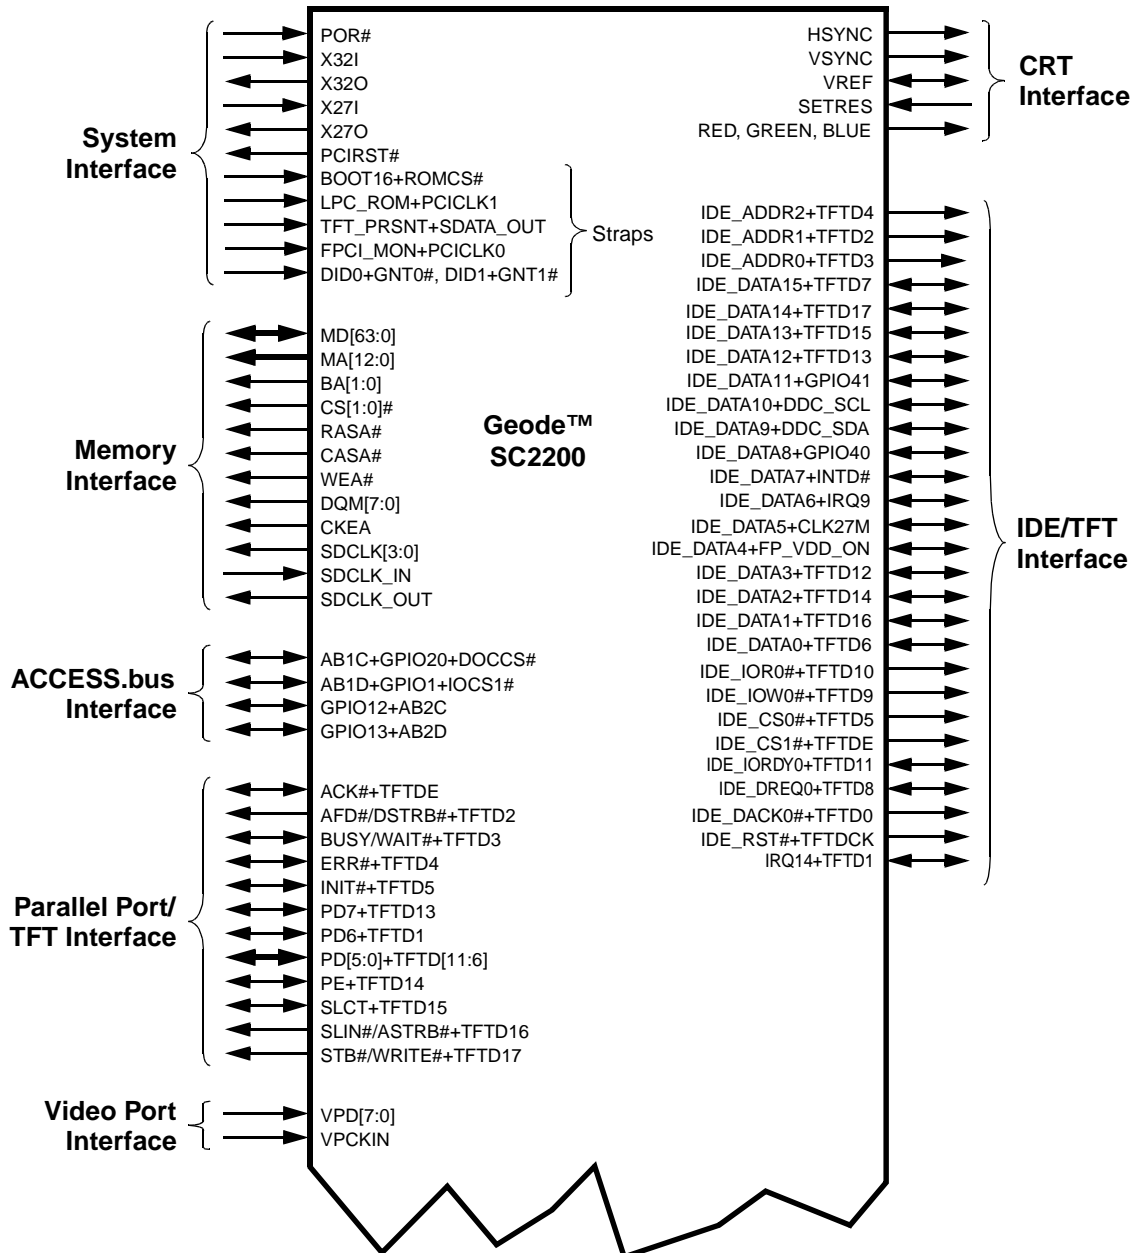 System
Interface
POR#
X32I
X32O
X27I
X27O
PCIRST#
BOOT16+ROMCS#
LPC_ROM+PCICLK1
TFT_PRSNT+SDATA_OUT
FPCI_MON+PCICLK0
DID0+GNT0#, DID1+GNT1#
Straps
Memory
Interface
MD[63:0]
MA[12:0]
BA[1:0]
CS[1:0]#
RASA#
CASA#
WEA#
DQM[7:0]
CKEA
SDCLK[3:0]
SDCLK_IN
SDCLK_OUT
ACCESS.bus
Interface
AB1C+GPIO20+DOCCS#
AB1D+GPIO1+IOCS1#
GPIO12+AB2C
GPIO13+AB2D
Parallel Port/
TFT Interface
ACK#+TFTDE
AFD#/DSTRB#+TFTD2
BUSY/WAIT#+TFTD3
ERR#+TFTD4
INIT#+TFTD5
PD7+TFTD13
PD6+TFTD1
PD[5:0]+TFTD[11:6]
PE+TFTD14
SLCT+TFTD15
SLIN#/ASTRB#+TFTD16
STB#/WRITE#+TFTD17
Video Port
Interface
VPD[7:0]
VPCKIN
Geode™
SC2200
HSYNC
VSYNC
VREF
SETRES
RED, GREEN, BLUE
CRT
Interface
IDE_ADDR2+TFTD4
IDE_ADDR1+TFTD2
IDE_ADDR0+TFTD3
IDE_DATA15+TFTD7
IDE_DATA14+TFTD17
IDE_DATA13+TFTD15
IDE_DATA12+TFTD13
IDE_DATA11+GPIO41
IDE_DATA10+DDC_SCL
IDE_DATA9+DDC_SDA
IDE_DATA8+GPIO40
IDE_DATA7+INTD#
IDE_DATA6+IRQ9
IDE_DATA5+CLK27M
IDE_DATA4+FP_VDD_ON
IDE_DATA3+TFTD12
IDE_DATA2+TFTD14
IDE_DATA1+TFTD16
IDE_DATA0+TFTD6
IDE_IOR0#+TFTD10
IDE_IOW0#+TFTD9
IDE_CS0#+TFTD5
IDE_CS1#+TFTDE
IDE_IORDY0+TFTD11
IDE_DREQ0+TFTD8
IDE_DACK0#+TFTD0
IDE_RST#+TFTDCK
IRQ14+TFTD1
IDE/TFT
Interface